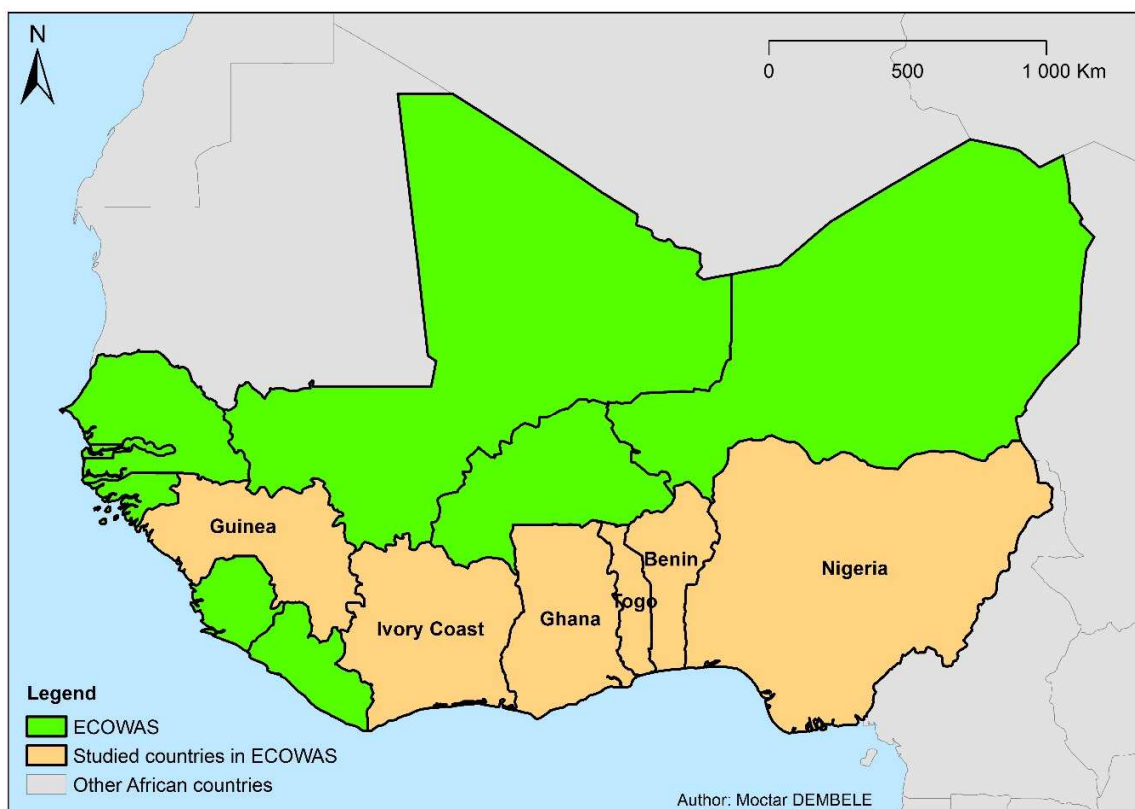 N
0 500 1 000 Km
Guinea
Benin
Nigeria
Togo
Ghana
Ivory Coast
Legend
ECOWAS
Studied countries in ECOWAS
Other African countries
Author: Moctar DEMBELE